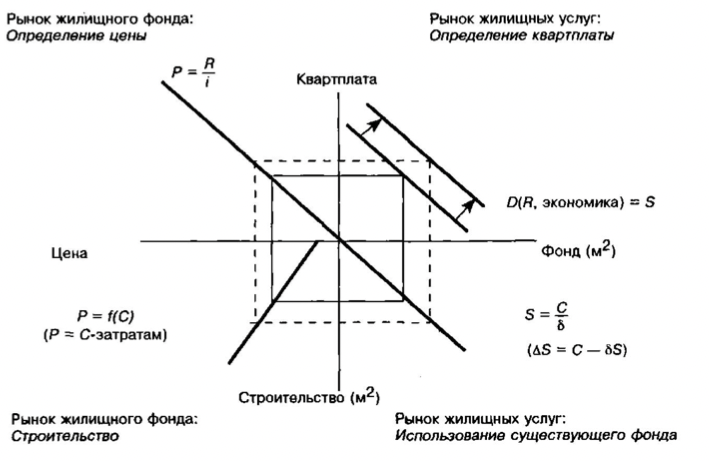 Рынок жилищного фонда:
Определение цены
Рынок жилищных услуг:
Определение квартплаты
P = R/i
Квартплата
D(R, экономика) = S
Цена
Фонд (м²)
P = f(C)
(P = C-затратам)
S = C/δ
(ΔS = C — δS)
Строительство (м²)
Рынок жилищного фонда:
Строительство
Рынок жилищных услуг:
Использование существующего фонда